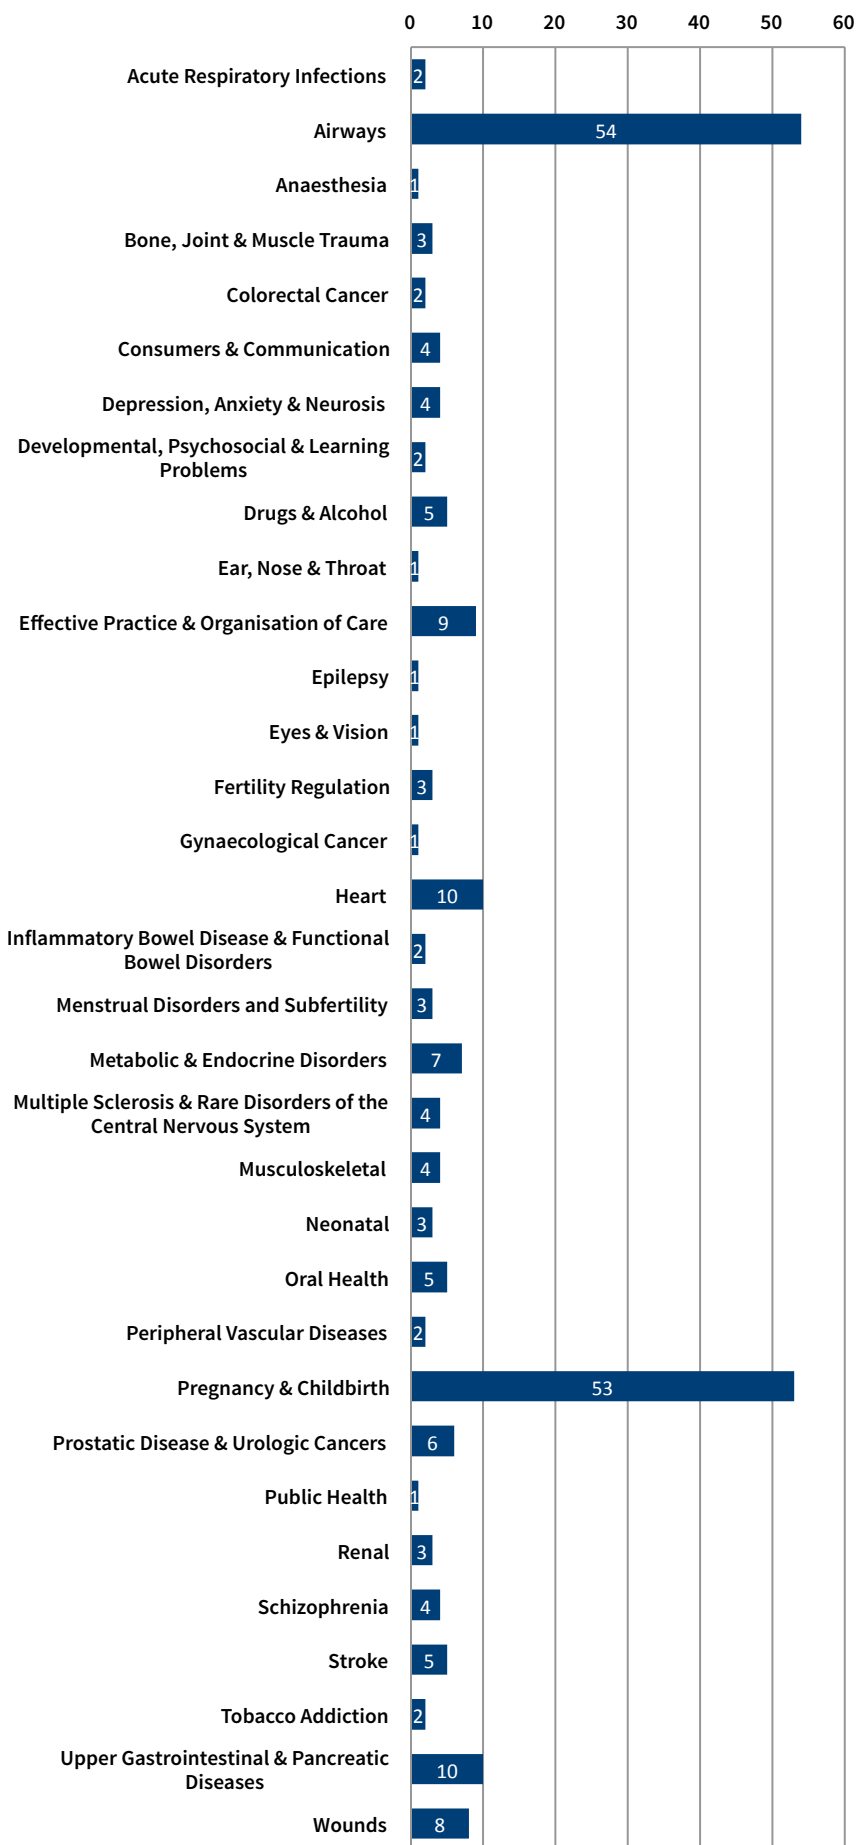 0 10 20 30 40 50 60
Acute Respiratory Infections 2
Airways 54
Anaesthesia 1
Bone, Joint & Muscle Trauma 3
Colorectal Cancer 2
Consumers & Communication 4
Depression, Anxiety & Neurosis 4
Developmental, Psychosocial & Learning
Problems 2
Drugs & Alcohol 5
Ear, Nose & Throat 1
Effective Practice & Organisation of Care 9
Epilepsy 1
Eyes & Vision 1
Fertility Regulation 3
Gynaecological Cancer 1
Heart 10
Inflammatory Bowel Disease & Functional
Bowel Disorders 2
Menstrual Disorders and Subfertility 3
Metabolic & Endocrine Disorders 7
Multiple Sclerosis & Rare Disorders of the
Central Nervous System 4
Musculoskeletal 4
Neonatal 3
Oral Health 5
Peripheral Vascular Diseases 2
Pregnancy & Childbirth 53
Prostatic Disease & Urologic Cancers 6
Public Health 1
Renal 3
Schizophrenia 4
Stroke 5
Tobacco Addiction 2
Upper Gastrointestinal & Pancreatic
Diseases 10
Wounds 8